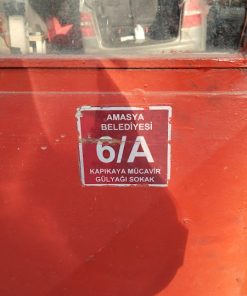 AMASYA
BELEDİYESİ
6/A
KAPIKAYA MÜCAVİR
GÜLYAĞI SOKAK